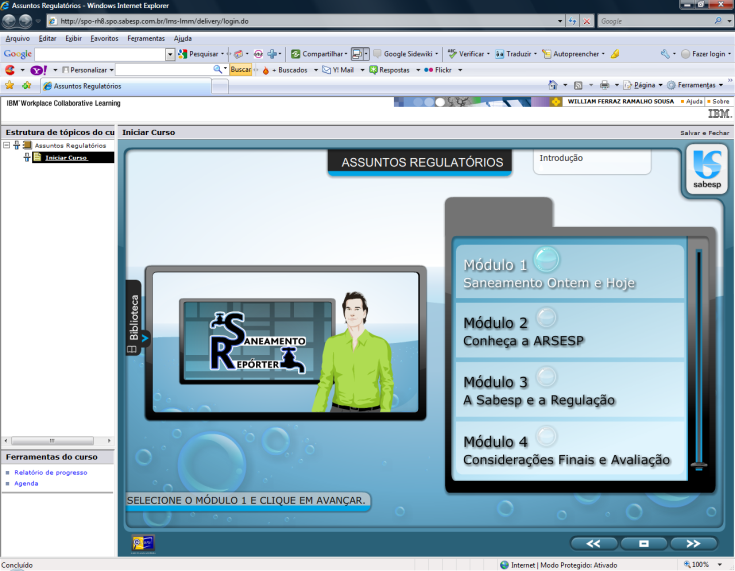 Assuntos Regulatórios - Windows Internet Explorer
http://spo-rh8.spo.sabesp.com.br/lms-lmm/delivery/login.do
Google
Arquivo Editar Exibir Favoritos Ferramentas Ajuda
Google Pesquisar Compartilhar Google Sidewiki Verificar Traduzir Autopreencher Fazer login
Y! Personalizar Buscar + Buscados Y! Mail Respostas Flickr
Assuntos Regulatórios Página Ferramentas
IBM Workplace Collaborative Learning
WILLIAM FERRAZ RAMALHO SOUSA Ajuda Sobre
IBM.
Estrutura de tópicos do cu
Iniciar Curso
Salvar e Fechar
Assuntos Regulatórios
Iniciar Curso
ASSUNTOS REGULATÓRIOS
Introdução
sabesp
Biblioteca
SANEAMENTO
REPÓRTER
Módulo 1
Saneamento Ontem e Hoje
Módulo 2
Conheça a ARSESP
Módulo 3
A Sabesp e a Regulação
Módulo 4
Considerações Finais e Avaliação
Ferramentas do curso
Relatório de progresso
Agenda
SELECIONE O MÓDULO 1 E CLIQUE EM AVANÇAR.
Concluído
Internet | Modo Protegido: Ativado
100%